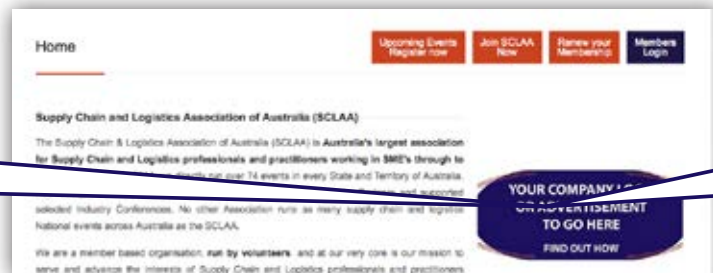 Home
Upcoming Events
Register now
Join SCLAA
Now
Renew your
Membership
Members
Login
Supply Chain and Logistics Association of Australia (SCLAA)
The Supply Chain & Logistics Association of Australia (SCLAA) is Australia's largest association
for Supply Chain and Logistics professionals and practitioners working in SME's through to
directly run over 74 events in every State and Territory of Australia.
and supported
selected Industry Conferences. No other Association runs as many supply chain and logistics
National events across Australia as the SCLAA.
We are a member based organisation, run by volunteers, and at our very core is our mission to
serve and advance the interests of Supply Chain and Logistics professionals and practitioners
YOUR COMPANY
OR ADVERTISEMENT
TO GO HERE
FIND OUT HOW